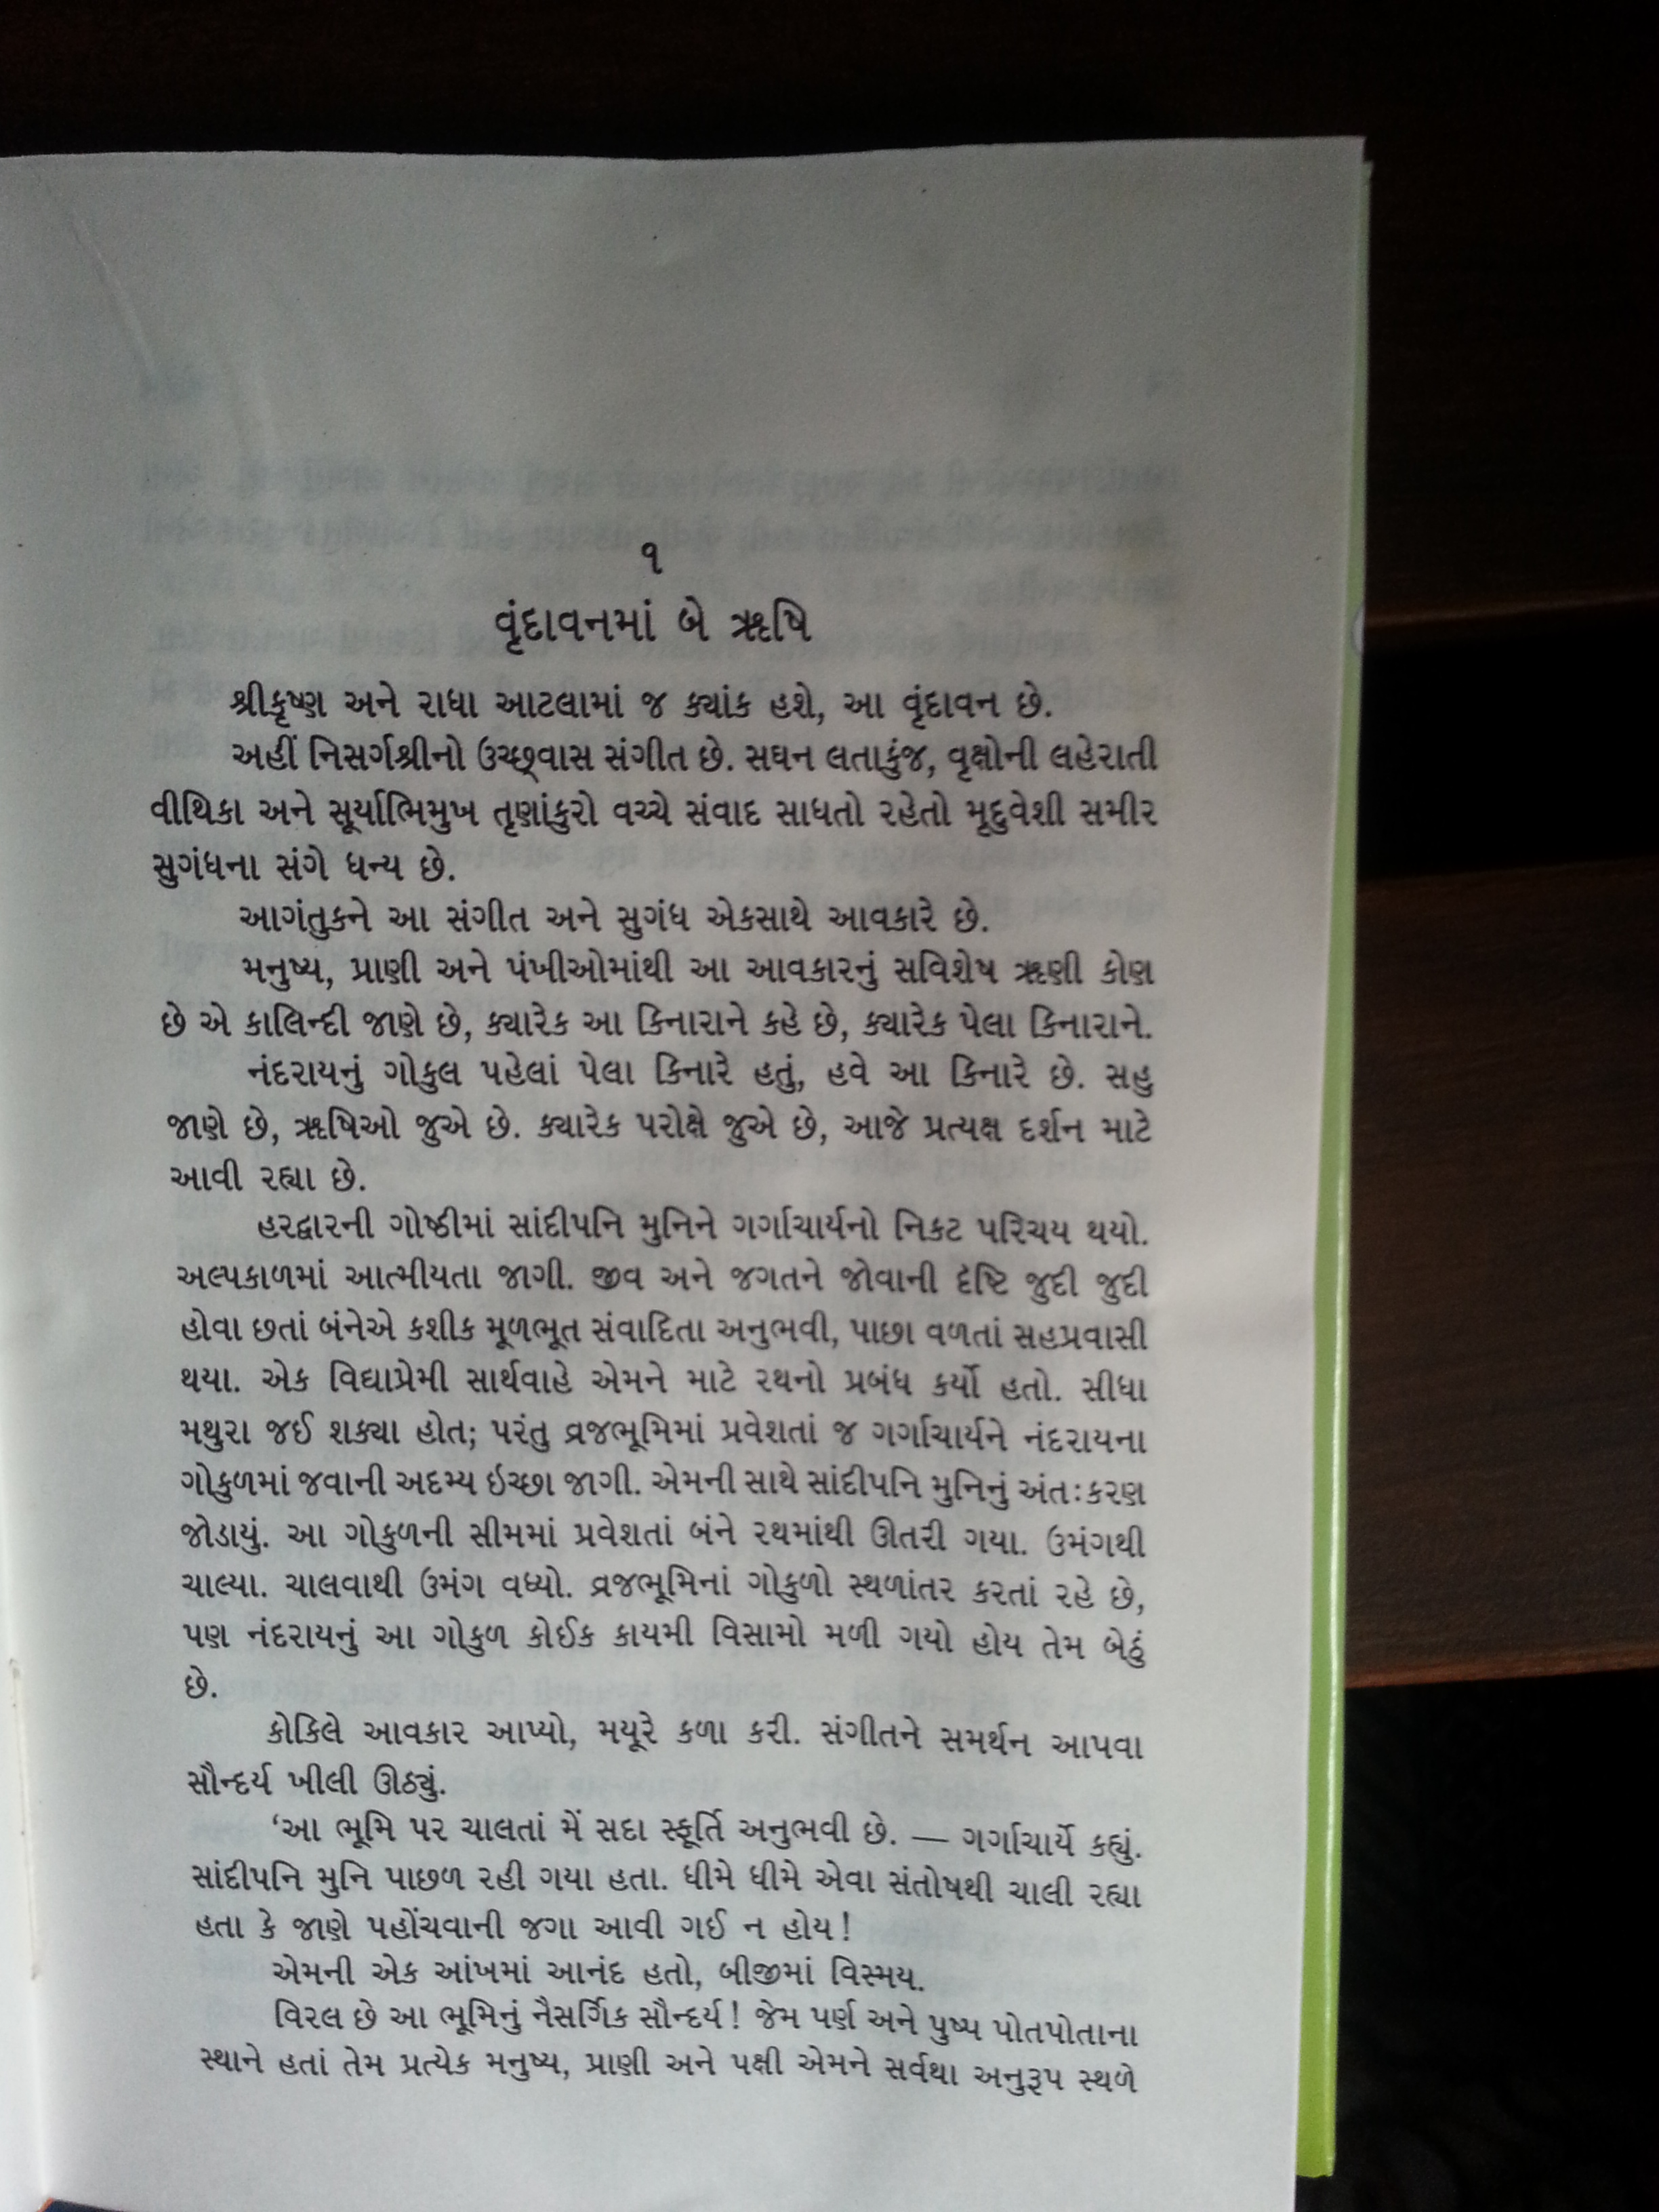 ૧
વૃંદાવનમાં બે ઋષિ
શ્રીકૃષ્ણ અને રાધા આટલામાં જ ક્યાંક હશે, આ વૃંદાવન છે.
અહીં નિસર્ગશ્રીનો ઉચ્છ્વાસ સંગીત છે. સઘન લતાકુંજ, વૃક્ષોની લહેરાતી
વીથિકા અને સૂર્યાભિમુખ તૃણાંકુરો વચ્ચે સંવાદ સાધતો રહેતો મૃદુવેશી સમીર
સુગંધના સંગે ધન્ય છે.
આગંતુકને આ સંગીત અને સુગંધ એકસાથે આવકારે છે.
મનુષ્ય, પ્રાણી અને પંખીઓમાંથી આ આવકારનું સવિશેષ ઋણી કોણ
છે એ કાલિન્દી જાણે છે, ક્યારેક આ કિનારાને કહે છે, ક્યારેક પેલા કિનારાને.
નંદરાયનું ગોકુલ પહેલાં પેલા કિનારે હતું, હવે આ કિનારે છે. સહુ
જાણે છે, ઋષિઓ જુએ છે. ક્યારેક પરોક્ષે જુએ છે, આજે પ્રત્યક્ષ દર્શન માટે
આવી રહ્યા છે.
હરદ્વારની ગોષ્ઠીમાં સાંદીપનિ મુનિને ગર્ગાચાર્યનો નિકટ પરિચય થયો.
અલ્પકાળમાં આત્મીયતા જાગી. જીવ અને જગતને જોવાની દૃષ્ટિ જુદી જુદી
હોવા છતાં બંનેએ કશીક મૂળભૂત સંવાદિતા અનુભવી, પાછા વળતાં સહપ્રવાસી
થયા. એક વિદ્યાપ્રેમી સાર્થવાહે એમને માટે રથનો પ્રબંધ કર્યો હતો. સીધા
મથુરા જઈ શક્યા હોત; પરંતુ વ્રજભૂમિમાં પ્રવેશતાં જ ગર્ગાચાર્યને નંદરાયના
ગોકુળમાં જવાની અદમ્ય ઇચ્છા જાગી. એમની સાથે સાંદીપનિ મુનિનું અંતઃકરણ
જોડાયું. આ ગોકુળની સીમમાં પ્રવેશતાં બંને રથમાંથી ઊતરી ગયા. ઉમંગથી
ચાલ્યા. ચાલવાથી ઉમંગ વધ્યો. વ્રજભૂમિનાં ગોકુળો સ્થળાંતર કરતાં રહે છે,
પણ નંદરાયનું આ ગોકુળ કોઈક કાયમી વિસામો મળી ગયો હોય તેમ બેઠું
છે.
કોકિલે આવકાર આપ્યો, મયૂરે કળા કરી. સંગીતને સમર્થન આપવા
સૌન્દર્ય ખીલી ઊઠ્યું.
‘આ ભૂમિ પર ચાલતાં મેં સદા સ્ફૂર્તિ અનુભવી છે. — ગર્ગાચાર્યે કહ્યું.
સાંદીપનિ મુનિ પાછળ રહી ગયા હતા. ધીમે ધીમે એવા સંતોષથી ચાલી રહ્યા
હતા કે જાણે પહોંચવાની જગા આવી ગઈ ન હોય!
એમની એક આંખમાં આનંદ હતો, બીજીમાં વિસ્મય.
વિરલ છે આ ભૂમિનું નૈસર્ગિક સૌન્દર્ય! જેમ પર્ણ અને પુષ્પ પોતપોતાના
સ્થાને હતાં તેમ પ્રત્યેક મનુષ્ય, પ્રાણી અને પક્ષી એમને સર્વથા અનુરૂપ સ્થળે